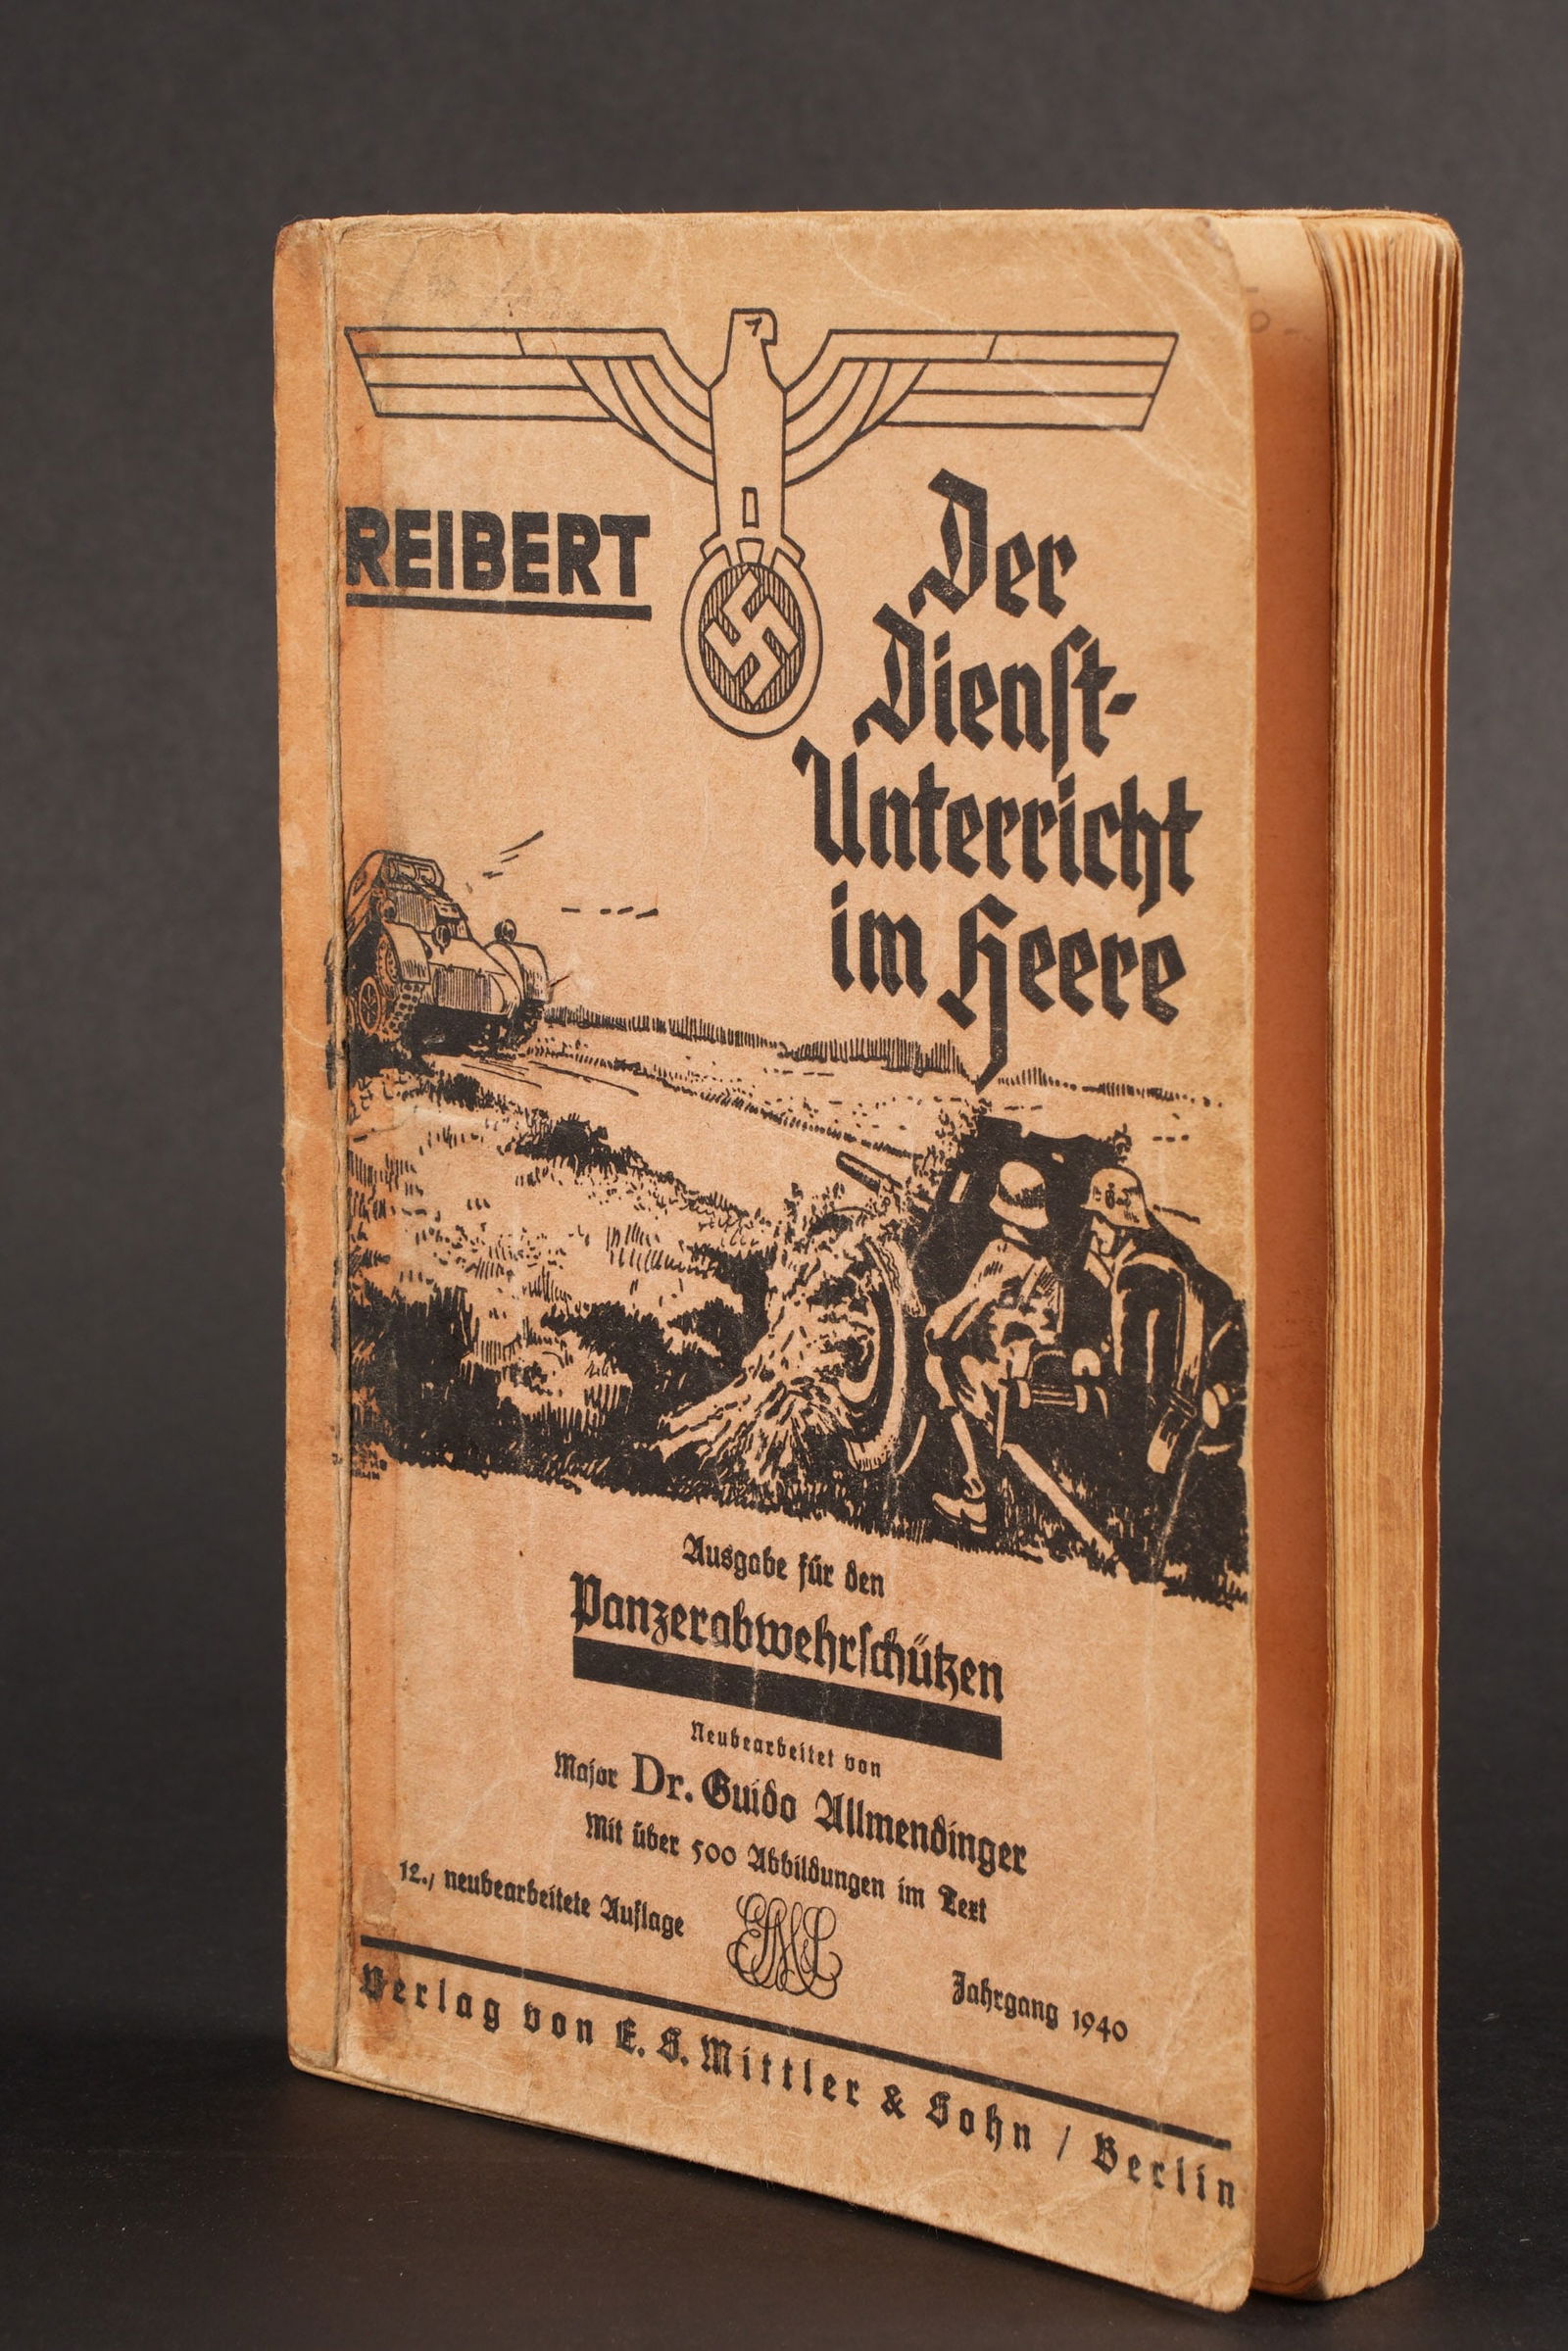 REIBERT
Der
Dienst-
Unterricht
im Heere
Ausgabe für den
Panzerabwehrschützen
Neubearbeitet von
Major Dr. Guido Allmendinger
Mit über 500 Abbildungen im Text
12., neubearbeitete Auflage
Jahrgang 1940
Verlag von E. S. Mittler & Sohn / Berlin